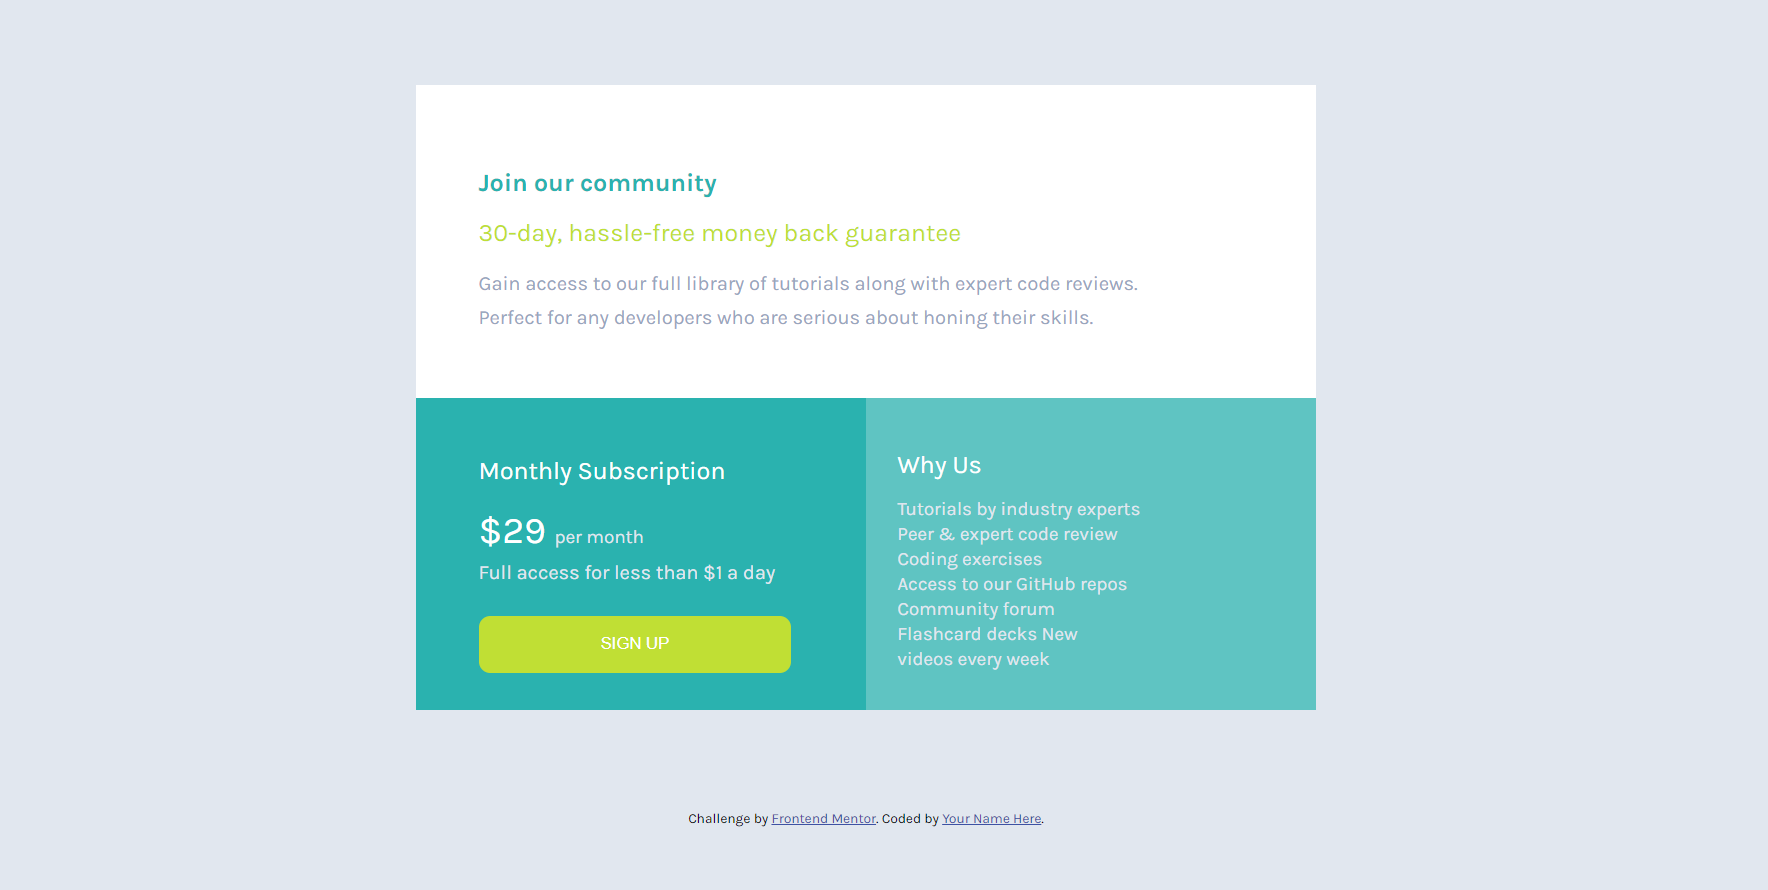 Join our community
30-day, hassle-free money back guarantee
Gain access to our full library of tutorials along with expert code reviews.
Perfect for any developers who are serious about honing their skills.
Monthly Subscription
$29 per month
Full access for less than $1 a day
SIGN UP
Why Us
Tutorials by industry experts
Peer & expert code review
Coding exercises
Access to our GitHub repos
Community forum
Flashcard decks New
videos every week
Challenge by Frontend Mentor. Coded by Your Name Here.